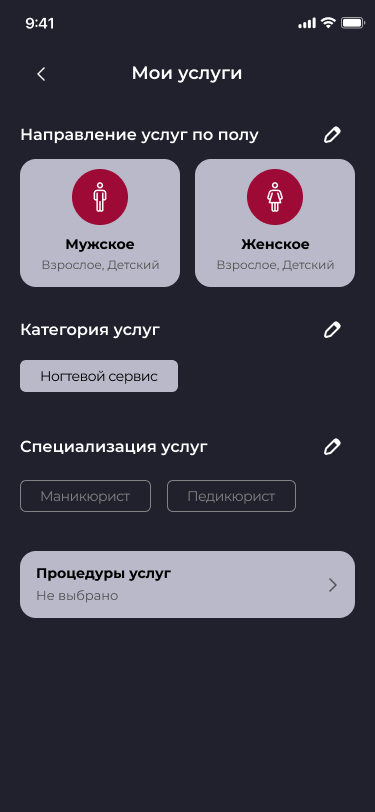 9:41
Мои услуги
Направление услуг по полу
Мужское
Взрослое, Детский
Женское
Взрослое, Детский
Категория услуг
Ногтевой сервис
Специализация услуг
Маникюрист
Педикюрист
Процедуры услуг
Не выбрано